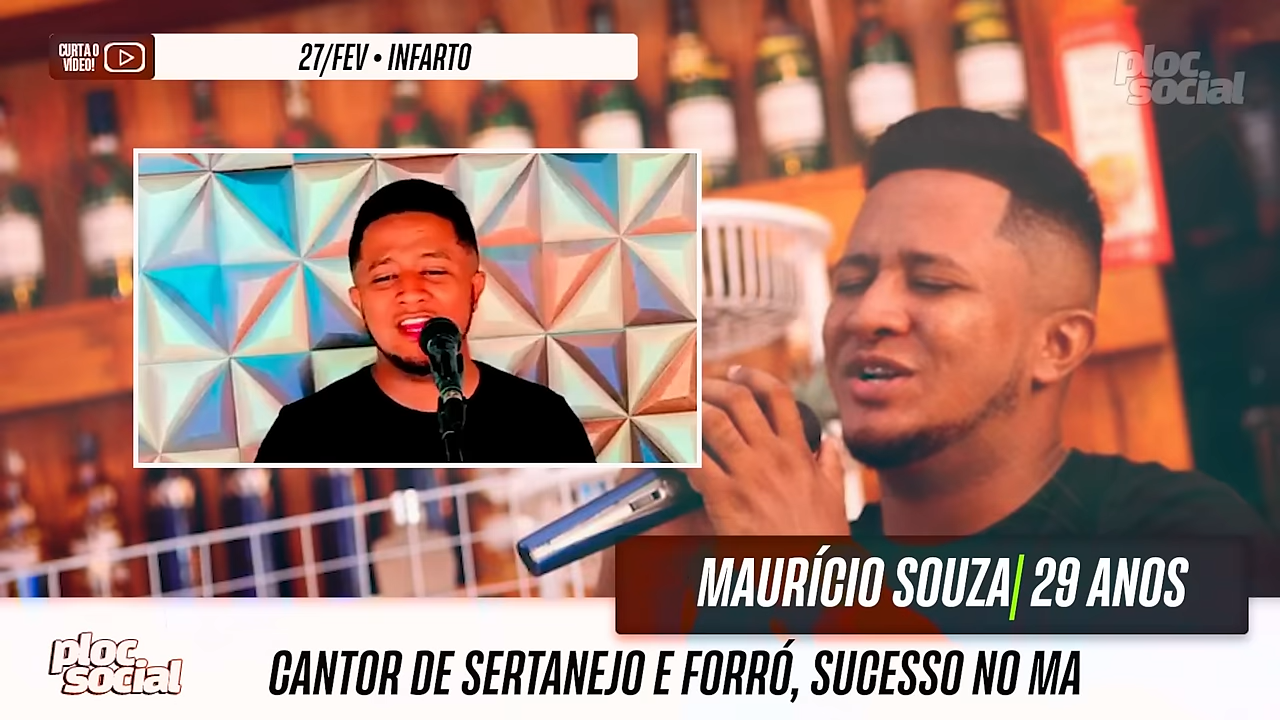 CURTA O
VÍDEO!
27/FEV • INFARTO
ploc
social
MAURÍCIO SOUZA| 29 ANOS
ploc
social
CANTOR DE SERTANEJO E FORRÓ, SUCESSO NO MA